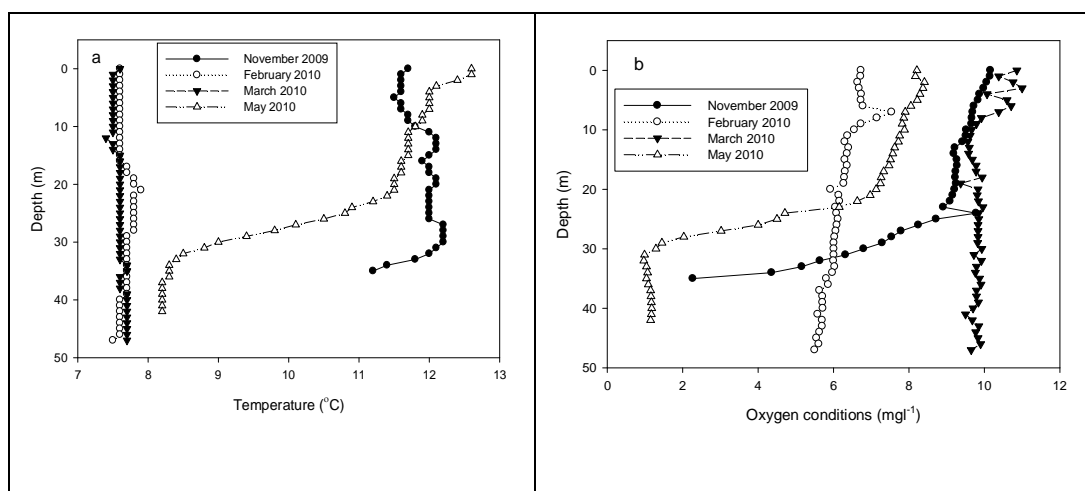 a
November 2009
February 2010
March 2010
May 2010
Depth (m)
0
10
20
30
40
50
7 8 9 10 11 12 13
Temperature (°C)
b
November 2009
February 2010
March 2010
May 2010
Depth (m)
0
10
20
30
40
50
0 2 4 6 8 10 12
Oxygen conditions (mgl⁻¹)